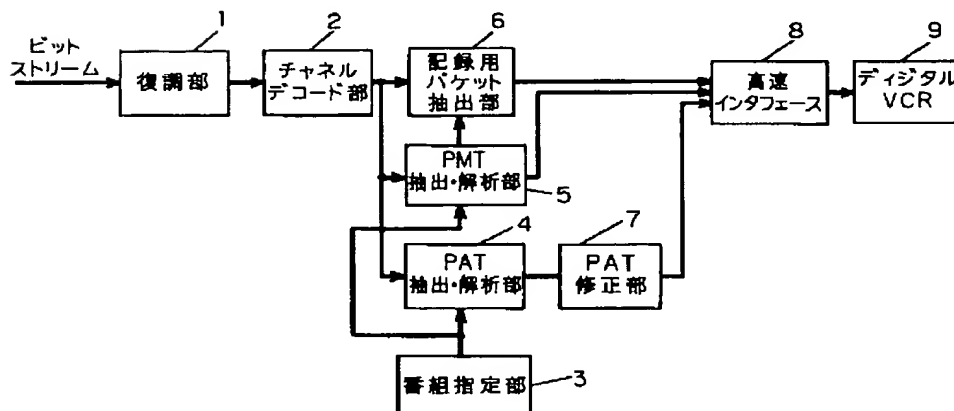 ビット
ストリーム
1
復調部
2
チャネル
デコード部
6
記録用
パケット
抽出部
8
高速
インタフェース
9
ディジタル
VCR
PMT
抽出・解析部
5
4
PAT
抽出・解析部
7
PAT
修正部
番組指定部
3